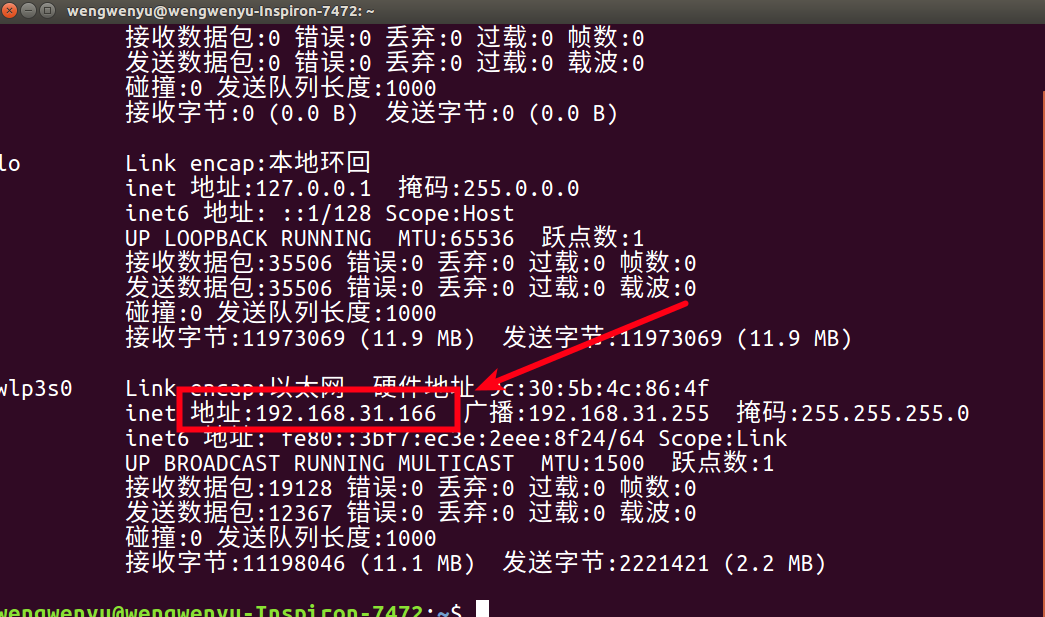 wengwenyu@wengwenyu-Inspiron-7472: ~
接收数据包:0 错误:0 丢弃:0 过载:0 帧数:0
发送数据包:0 错误:0 丢弃:0 过载:0 载波:0
碰撞:0 发送队列长度:1000
接收字节:0 (0.0 B) 发送字节:0 (0.0 B)
lo Link encap:本地环回
inet 地址:127.0.0.1 掩码:255.0.0.0
inet6 地址: ::1/128 Scope:Host
UP LOOPBACK RUNNING MTU:65536 跃点数:1
接收数据包:35506 错误:0 丢弃:0 过载:0 帧数:0
发送数据包:35506 错误:0 丢弃:0 过载:0 载波:0
碰撞:0 发送队列长度:1000
接收字节:11973069 (11.9 MB) 发送字节:11973069 (11.9 MB)
wlp3s0 Link encap:以太网 硬件地址 :30:5b:4c:86:4f
inet 地址:192.168.31.166 广播:192.168.31.255 掩码:255.255.255.0
inet6 地址: fe80::3bf7:ec3e:2eee:8f24/64 Scope:Link
UP BROADCAST RUNNING MULTICAST MTU:1500 跃点数:1
接收数据包:19128 错误:0 丢弃:0 过载:0 帧数:0
发送数据包:12367 错误:0 丢弃:0 过载:0 载波:0
碰撞:0 发送队列长度:1000
接收字节:11198046 (11.1 MB) 发送字节:2221421 (2.2 MB)
wengwenyu@wengwenyu-Inspiron-7472:~$